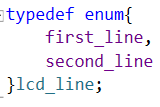 typedef enum{
first_line,
second_line
}lcd_line;